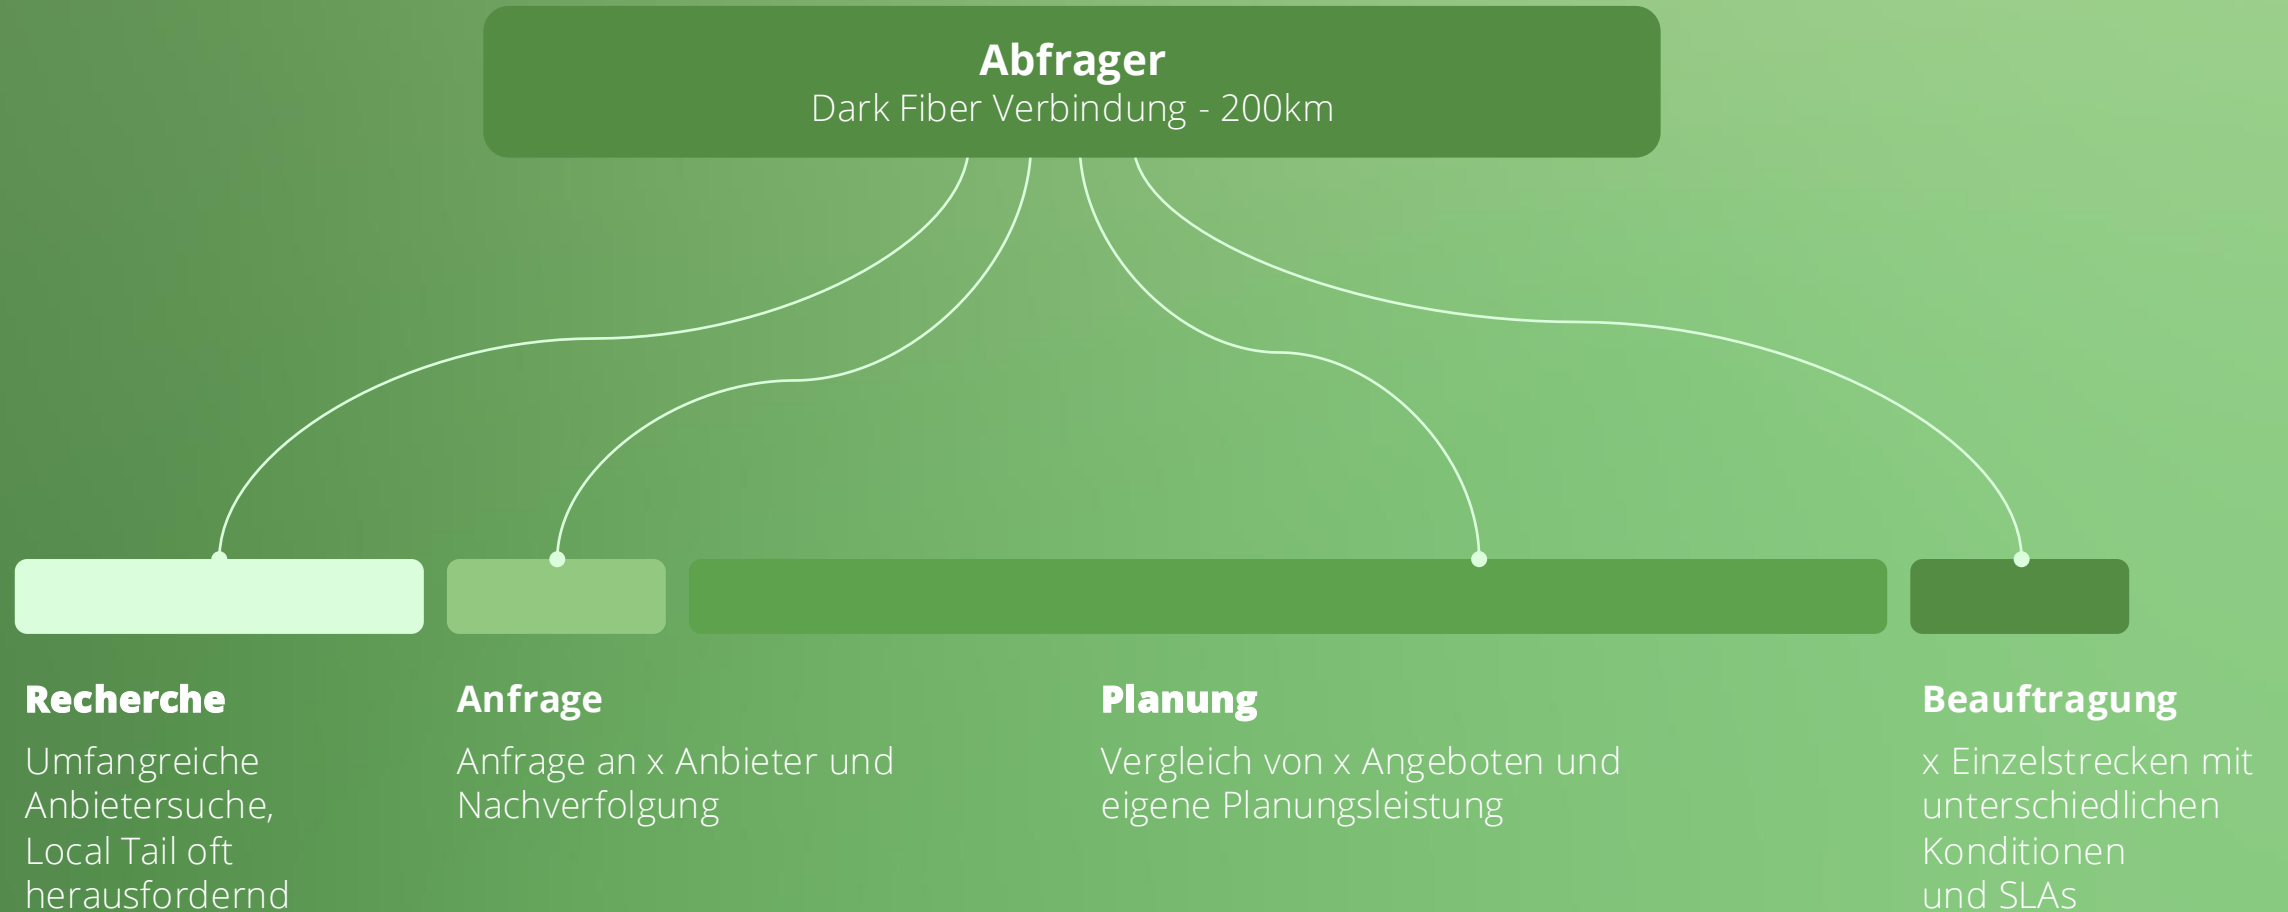 Abfrager
Dark Fiber Verbindung - 200km
Recherche
Umfangreiche
Anbietersuche,
Local Tail oft
herausfordernd
Anfrage
Anfrage an x Anbieter und
Nachverfolgung
Planung
Vergleich von x Angeboten und
eigene Planungsleistung
Beauftragung
x Einzelstrecken mit
unterschiedlichen
Konditionen
und SLAs